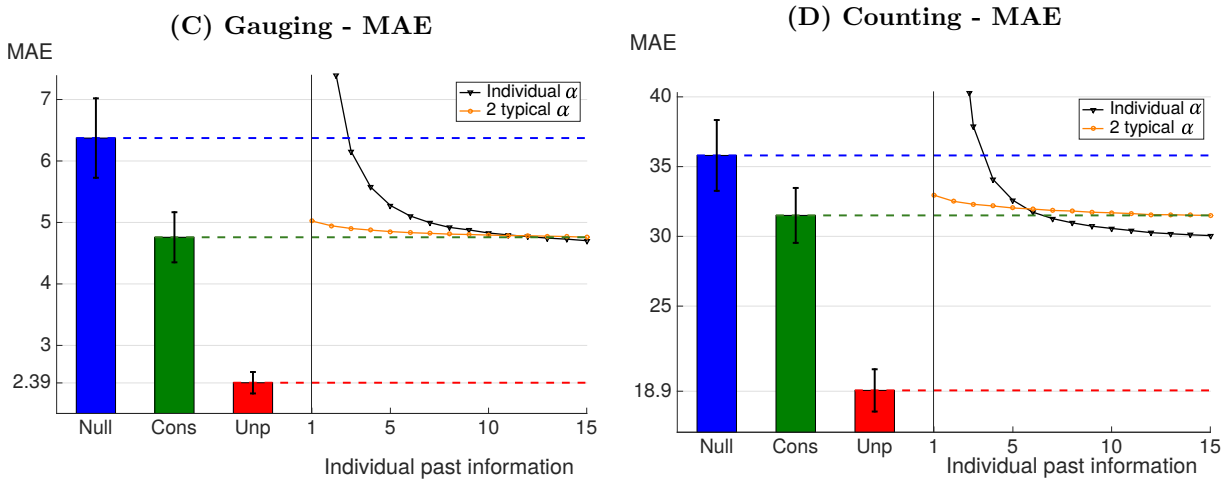 (C) Gauging - MAE
MAE
7
6
5
4
3
2.39
Null Cons Unp 1 5 10 15
Individual past information
Individual α
2 typical α
(D) Counting - MAE
MAE
40
35
30
25
18.9
Null Cons Unp 1 5 10 15
Individual past information
Individual α
2 typical α